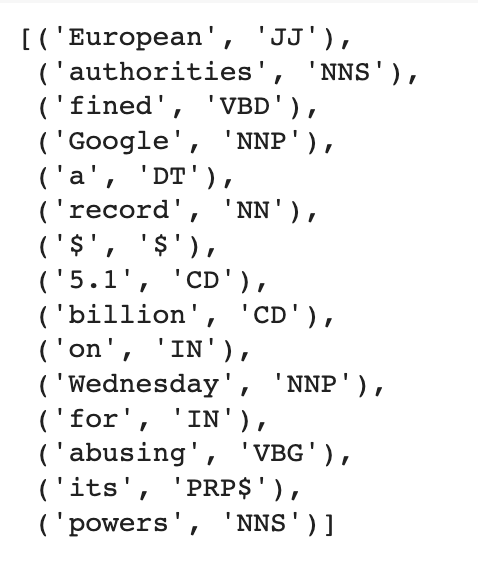 [('European', 'JJ'),
('authorities', 'NNS'),
('fined', 'VBD'),
('Google', 'NNP'),
('a', 'DT'),
('record', 'NN'),
('$', '$'),
('5.1', 'CD'),
('billion', 'CD'),
('on', 'IN'),
('Wednesday', 'NNP'),
('for', 'IN'),
('abusing', 'VBG'),
('its', 'PRP$'),
('powers', 'NNS')]